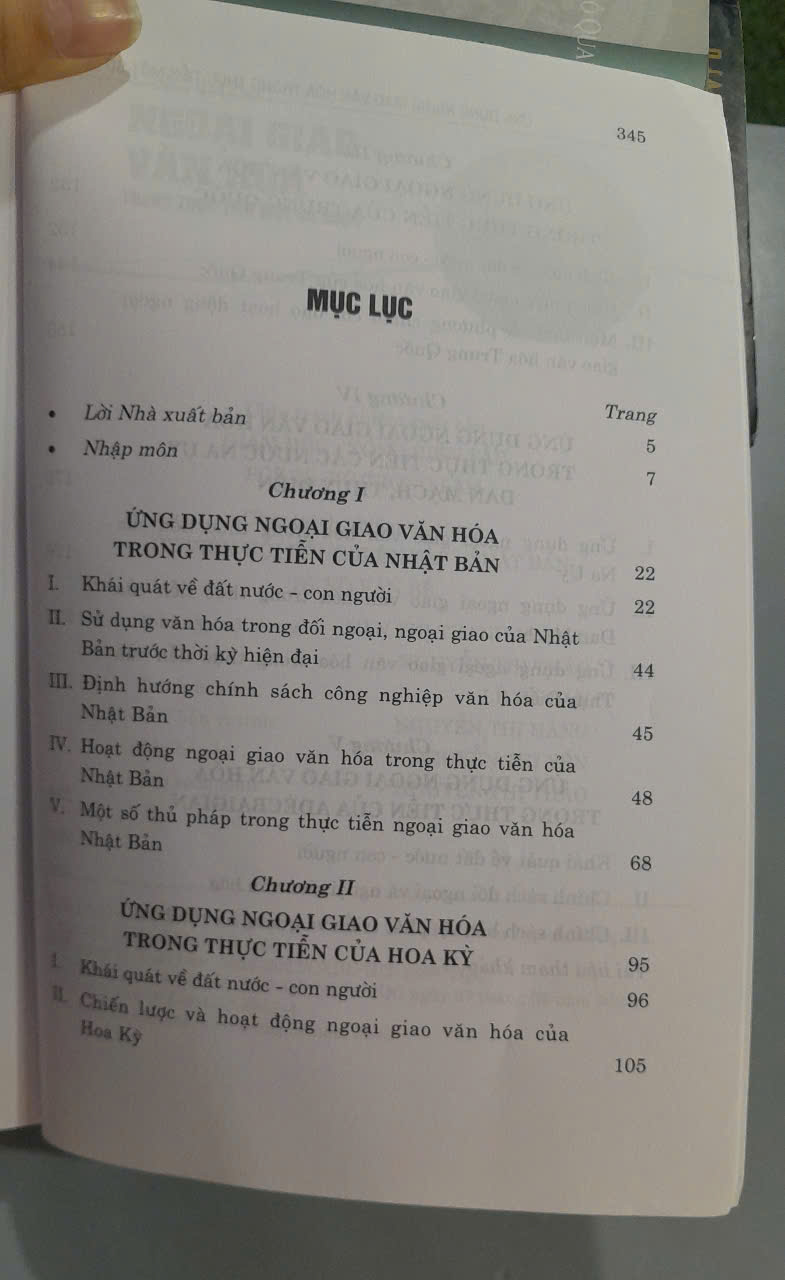 345
MỤC LỤC
Trang
• Lời Nhà xuất bản 5
• Nhập môn 7
Chương I
ỨNG DỤNG NGOẠI GIAO VĂN HÓA
TRONG THỰC TIỄN CỦA NHẬT BẢN 22
I. Khái quát về đất nước - con người 22
II. Sử dụng văn hóa trong đối ngoại, ngoại giao của Nhật
Bản trước thời kỳ hiện đại 44
III. Định hướng chính sách công nghiệp văn hóa của
Nhật Bản 45
IV. Hoạt động ngoại giao văn hóa trong thực tiễn của
Nhật Bản 48
V. Một số thủ pháp trong thực tiễn ngoại giao văn hóa
Nhật Bản 68
Chương II
ỨNG DỤNG NGOẠI GIAO VĂN HÓA
TRONG THỰC TIỄN CỦA HOA KỲ 95
I. Khái quát về đất nước - con người 96
II. Chiến lược và hoạt động ngoại giao văn hóa của
Hoa Kỳ 105